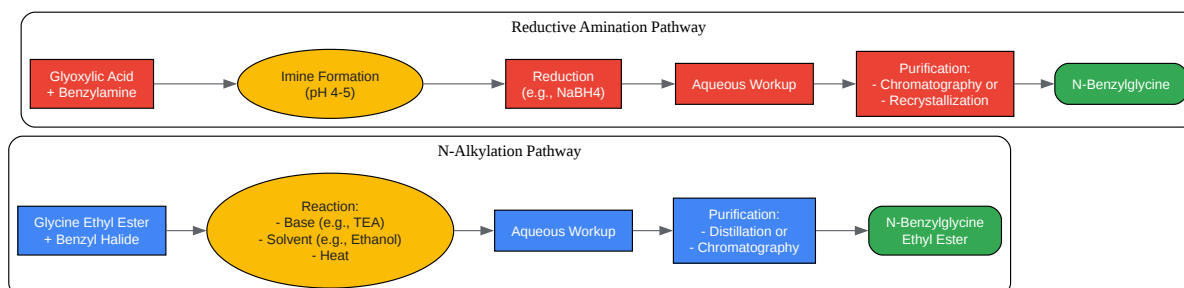 Reductive Amination Pathway
Glyoxylic Acid
+ Benzylamine
Imine Formation
(pH 4-5)
Reduction
(e.g., NaBH4)
Aqueous Workup
Purification:
- Chromatography or
- Recrystallization
N-Benzylglycine
N-Alkylation Pathway
Glycine Ethyl Ester
+ Benzyl Halide
Reaction:
- Base (e.g., TEA)
- Solvent (e.g., Ethanol)
- Heat
Aqueous Workup
Purification:
- Distillation or
- Chromatography
N-Benzylglycine
Ethyl Ester